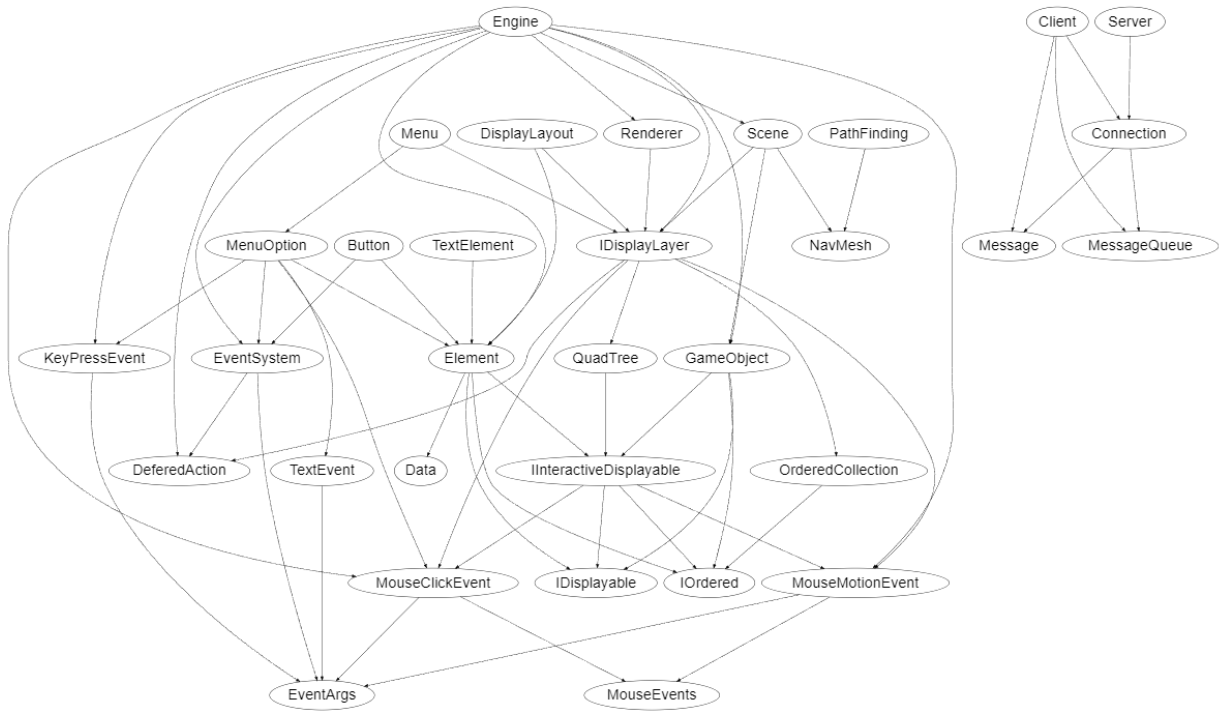 Engine
Client
Server
Menu
DisplayLayout
Renderer
Scene
PathFinding
Connection
MenuOption
Button
TextElement
IDisplayLayer
NavMesh
Message
MessageQueue
KeyPressEvent
EventSystem
Element
QuadTree
GameObject
DeferedAction
TextEvent
Data
IInteractiveDisplayable
OrderedCollection
MouseClickEvent
IDisplayable
IOrdered
MouseMotionEvent
EventArgs
MouseEvents